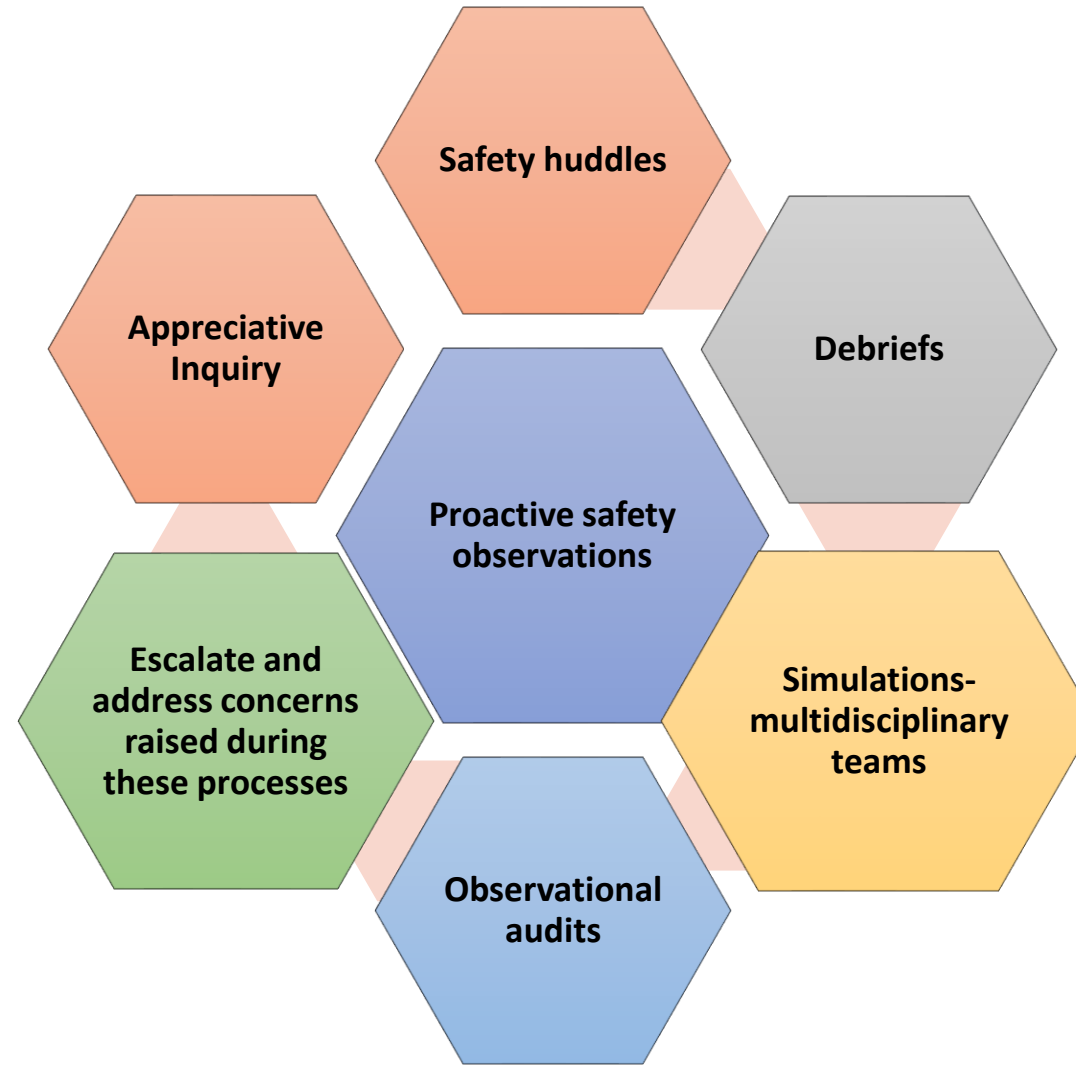 Safety huddles
Appreciative
Inquiry
Debriefs
Proactive safety
observations
Escalate and
address concerns
raised during
these processes
Simulations-
multidisciplinary
teams
Observational
audits